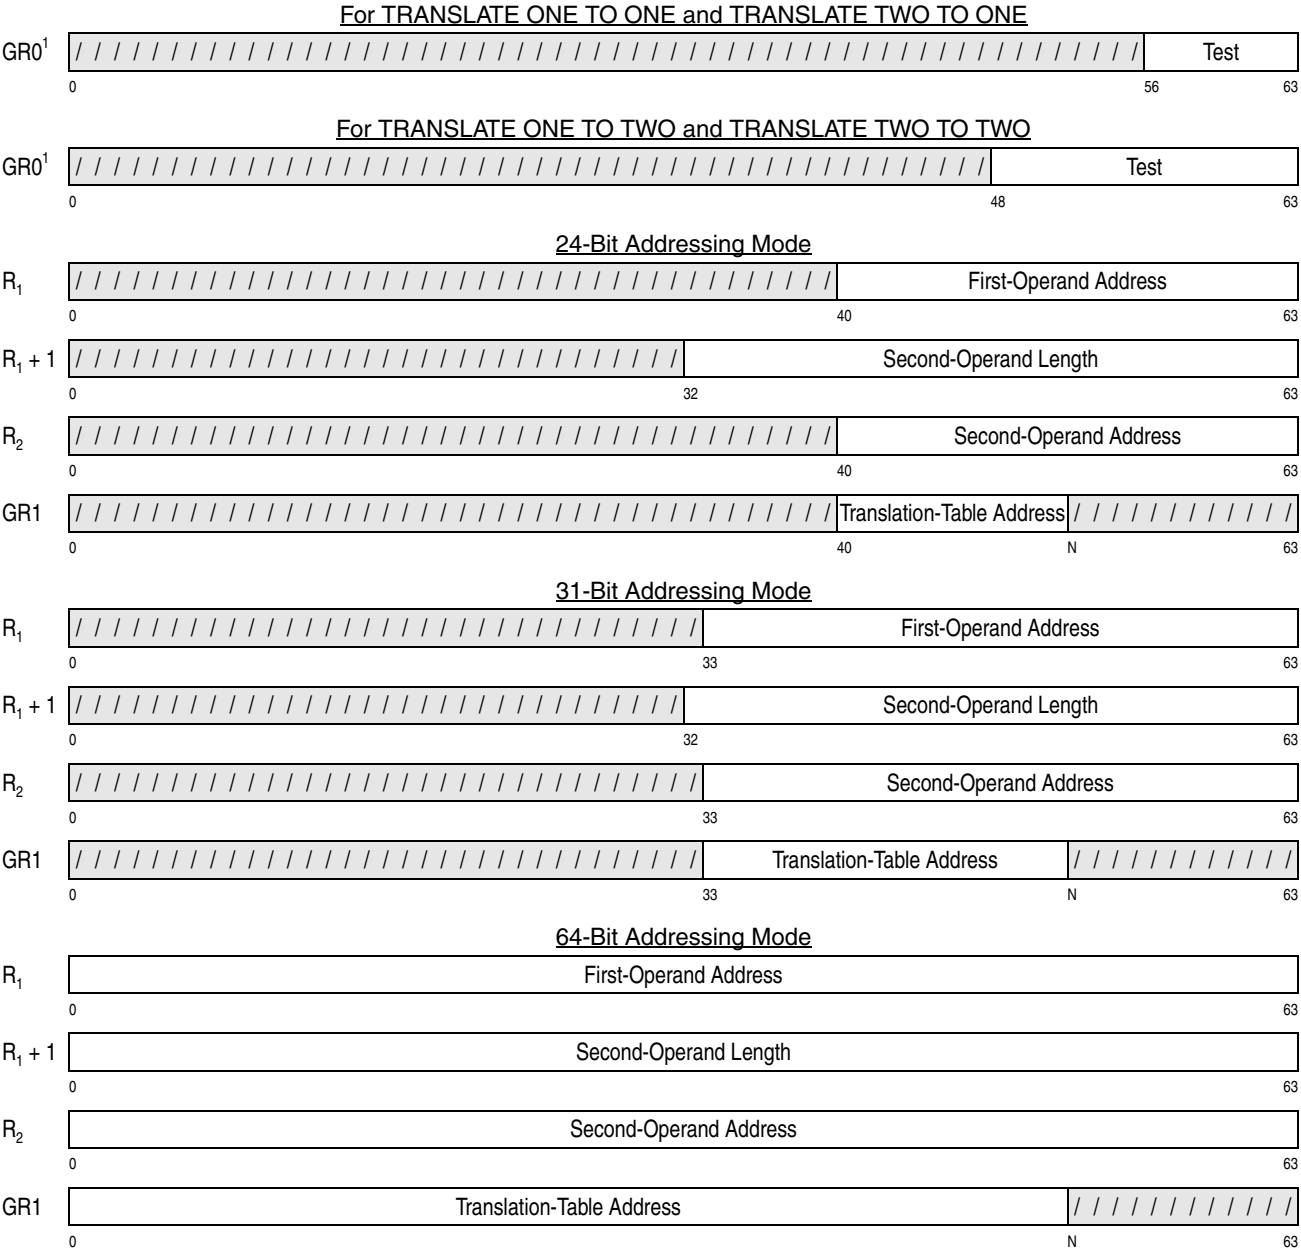 For TRANSLATE ONE TO ONE and TRANSLATE TWO TO ONE
GR0¹ / / / / / / / / / / / / / / / / / / / / / / / / / / / / / / / / / / / / / / / / / / / / / / / / / / / / / / / / Test
0 56 63
For TRANSLATE ONE TO TWO and TRANSLATE TWO TO TWO
GR0¹ / / / / / / / / / / / / / / / / / / / / / / / / / / / / / / / / / / / / / / / / / / / / / / / / Test
0 48 63
24-Bit Addressing Mode
R₁ / / / / / / / / / / / / / / / / / / / / / / / / / / / / / / / / / / / / / / / / First-Operand Address
0 40 63
R₁ + 1 / / / / / / / / / / / / / / / / / / / / / / / / / / / / / / / / Second-Operand Length
0 32 63
R₂ / / / / / / / / / / / / / / / / / / / / / / / / / / / / / / / / / / / / / / / / Second-Operand Address
0 40 63
GR1 / / / / / / / / / / / / / / / / / / / / / / / / / / / / / / / / / / / / / / / / Translation-Table Address / / / / / / / / / / / /
0 40 N 63
31-Bit Addressing Mode
R₁ / / / / / / / / / / / / / / / / / / / / / / / / / / / / / / / / / First-Operand Address
0 33 63
R₁ + 1 / / / / / / / / / / / / / / / / / / / / / / / / / / / / / / / / Second-Operand Length
0 32 63
R₂ / / / / / / / / / / / / / / / / / / / / / / / / / / / / / / / / / Second-Operand Address
0 33 63
GR1 / / / / / / / / / / / / / / / / / / / / / / / / / / / / / / / / / Translation-Table Address / / / / / / / / / / / /
0 33 N 63
64-Bit Addressing Mode
R₁ First-Operand Address
0 63
R₁ + 1 Second-Operand Length
0 63
R₂ Second-Operand Address
0 63
GR1 Translation-Table Address / / / / / / / / / / / /
0 N 63